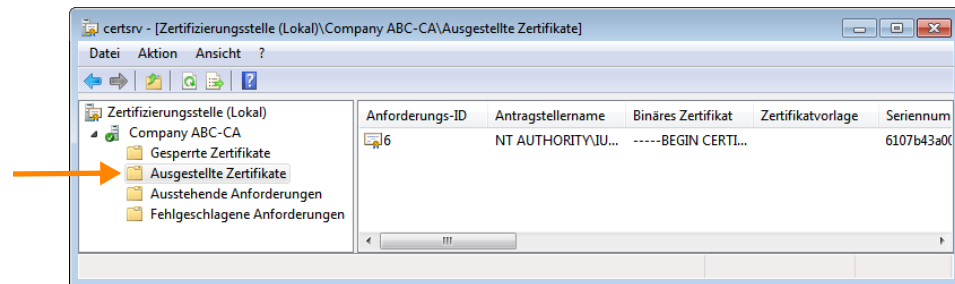 certsrv - [Zertifizierungsstelle (Lokal)\Company ABC-CA\Ausgestellte Zertifikate]
Datei Aktion Ansicht ?
Zertifizierungsstelle (Lokal)
Company ABC-CA
Gesperrte Zertifikate
Ausgestellte Zertifikate
Ausstehende Anforderungen
Fehlgeschlagene Anforderungen
Anforderungs-ID Antragstellername Binäres Zertifikat Zertifikatvorlage Seriennum
6 NT AUTHORITY\IU... -----BEGIN CERTI... 6107b43a00